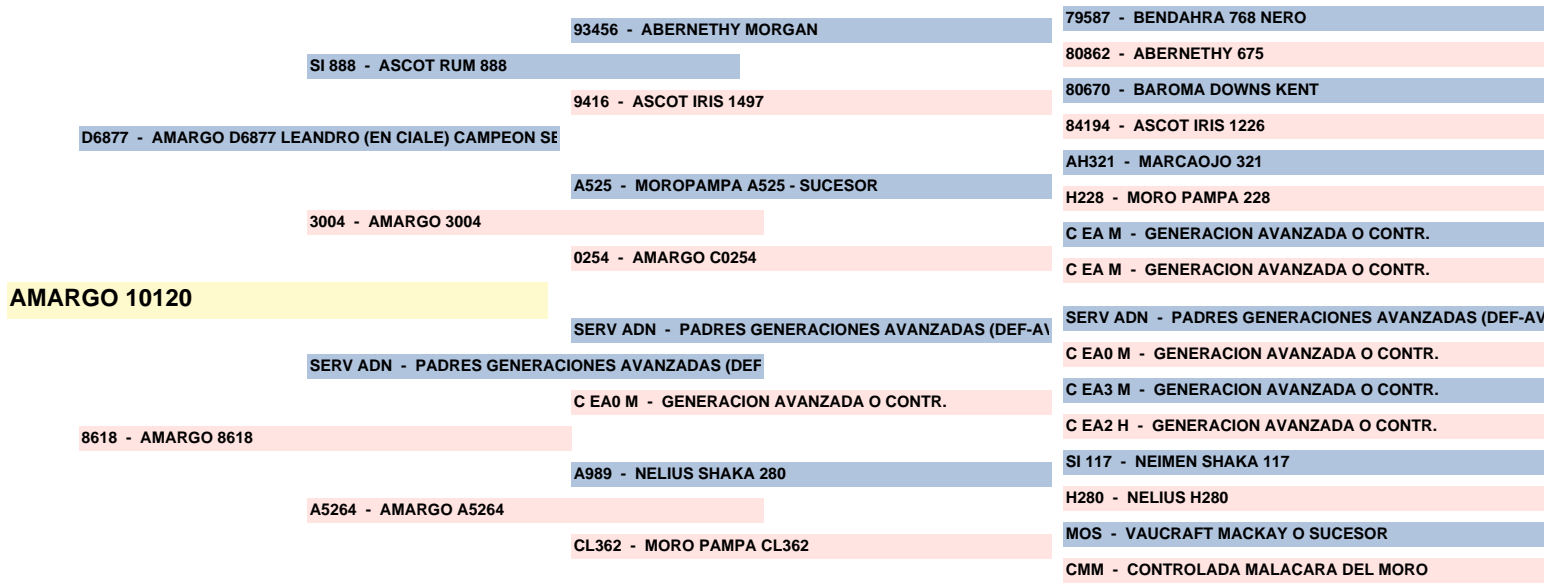 79587 - BENDAHRA 768 NERO
93456 - ABERNETHY MORGAN
80862 - ABERNETHY 675
SI 888 - ASCOT RUM 888
80670 - BAROMA DOWNS KENT
9416 - ASCOT IRIS 1497
84194 - ASCOT IRIS 1226
D6877 - AMARGO D6877 LEANDRO (EN CIALE) CAMPEON SE
AH321 - MARCAOJO 321
A525 - MOROPAMPA A525 - SUCESOR
H228 - MORO PAMPA 228
3004 - AMARGO 3004
C EA M - GENERACION AVANZADA O CONTR.
0254 - AMARGO C0254
C EA M - GENERACION AVANZADA O CONTR.
AMARGO 10120
SERV ADN - PADRES GENERACIONES AVANZADAS (DEF-AV
SERV ADN - PADRES GENERACIONES AVANZADAS (DEF-AV
C EA0 M - GENERACION AVANZADA O CONTR.
SERV ADN - PADRES GENERACIONES AVANZADAS (DEF
C EA3 M - GENERACION AVANZADA O CONTR.
C EA0 M - GENERACION AVANZADA O CONTR.
C EA2 H - GENERACION AVANZADA O CONTR.
8618 - AMARGO 8618
SI 117 - NEIMEN SHAKA 117
A989 - NELIUS SHAKA 280
H280 - NELIUS H280
A5264 - AMARGO A5264
MOS - VAUCRAFT MACKAY O SUCESOR
CL362 - MORO PAMPA CL362
CMM - CONTROLADA MALACARA DEL MORO